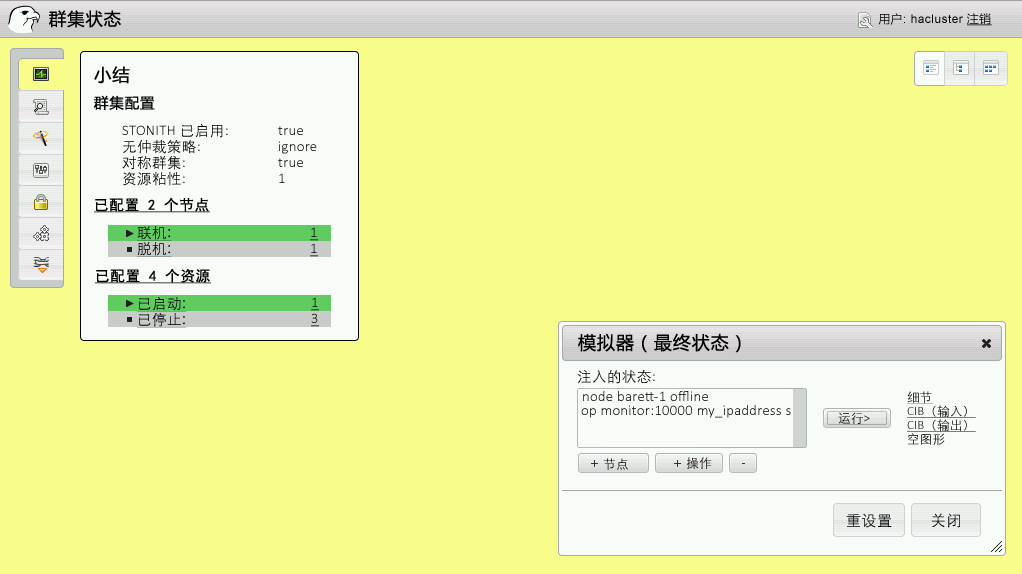 群集状态
用户: hacluster 注销
小结
群集配置
STONITH 已启用: true
无仲裁策略: ignore
对称群集: true
资源粘性: 1
已配置 2 个节点
联机: 1
脱机: 1
已配置 4 个资源
已启动: 1
已停止: 3
模拟器（最终状态）
注入的状态:
node barett-1 offline
op monitor:10000 my_ipaddress s
运行>
细节
CIB（输入）
CIB（输出）
空图形
+ 节点
+ 操作
-
重设置
关闭